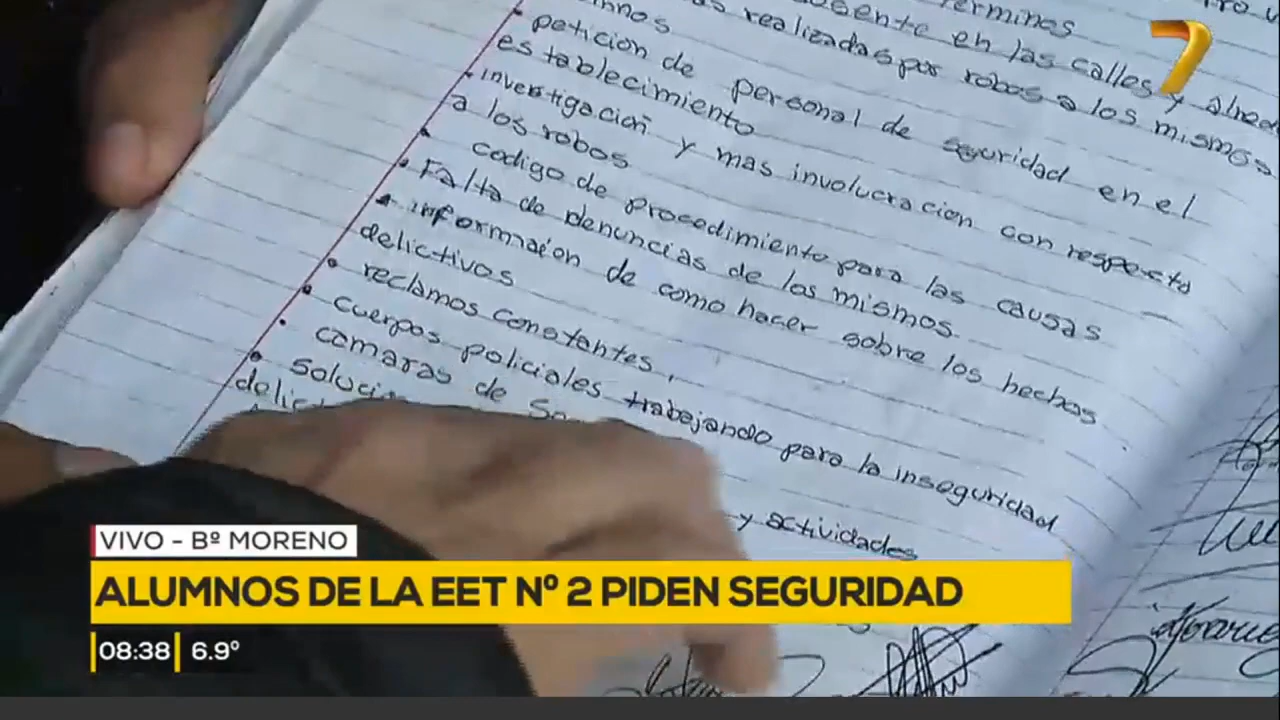 términos
presente en las calles y alrede
realizadas por robos a los mismos
petición de personal de seguridad en el
establecimiento
investigación y mas involucracion con respecto
a los robos
codigo de procedimiento para las causas
Falta de denuncias de los mismos.
información de como hacer sobre los hechos
delictivos
reclamos constantes,
cuerpos policiales trabajando para la inseguridad
camaras de
y actividades
7
VIVO - Bº MORENO
ALUMNOS DE LA EET Nº 2 PIDEN SEGURIDAD
08:38 6.9º